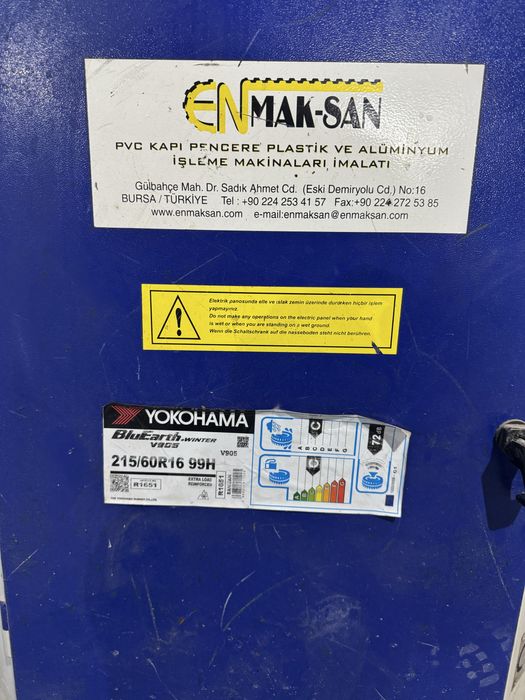 ENMAK-SAN
PVC KAPI PENCERE PLASTİK VE ALÜMİNYUM
İŞLEME MAKİNALARI İMALATI
Gülbahçe Mah. Dr. Sadık Ahmet Cd. (Eski Demiryolu Cd.) No:16
BURSA / TÜRKİYE Tel : +90 224 253 41 57 Fax:+90 224 272 53 85
www.enmaksan.com e-mail:enmaksan@enmaksan.com
Elektrik panosunda elle ve ıslak zemin üzerinde dururken hiçbir işlem
yapmayınız.
Do not make any operations on the electric panel when your hand
is wet or when you are standing on a wet ground.
Wenn die Schaltschrank auf die nasseboden steht nicht berühren.
YOKOHAMA
BluEarth-WINTER
V905
V905
215/60R16 99H
R1651
EXTRA LOAD
REINFORCED
R1651
A B C D E F G
C
C
72 dB